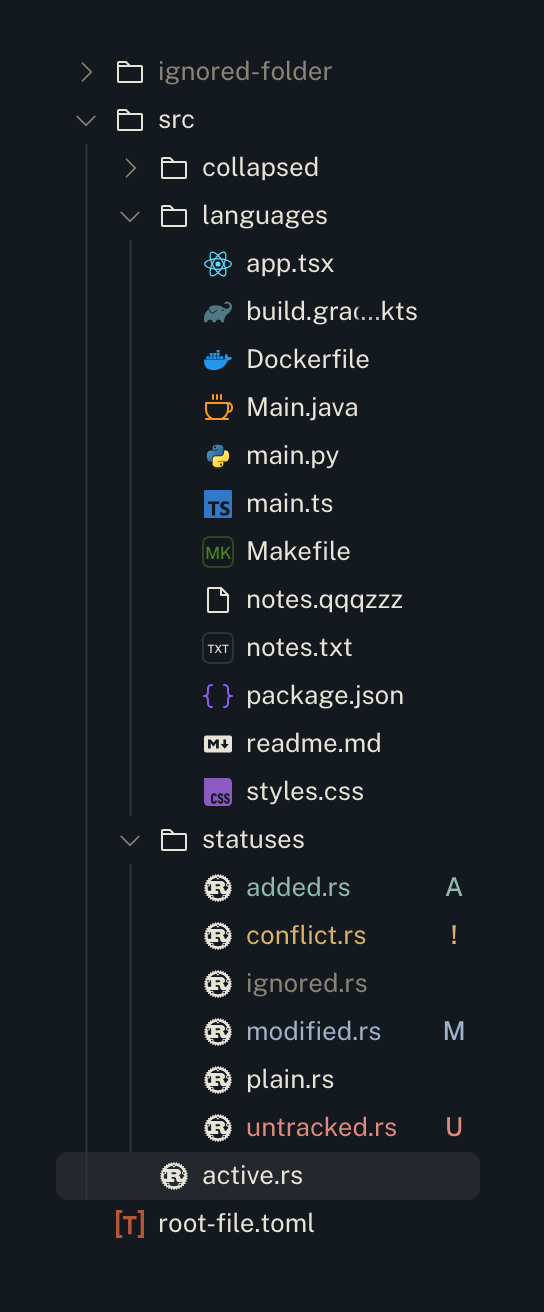 ignored-folder
src
collapsed
languages
app.tsx
build.grad…kts
Dockerfile
Main.java
main.py
TS main.ts
MK Makefile
notes.qqqzzz
TXT notes.txt
{ } package.json
M readme.md
CSS styles.css
statuses
R added.rs A
R conflict.rs !
R ignored.rs
R modified.rs M
R plain.rs
R untracked.rs U
R active.rs
[T] root-file.toml